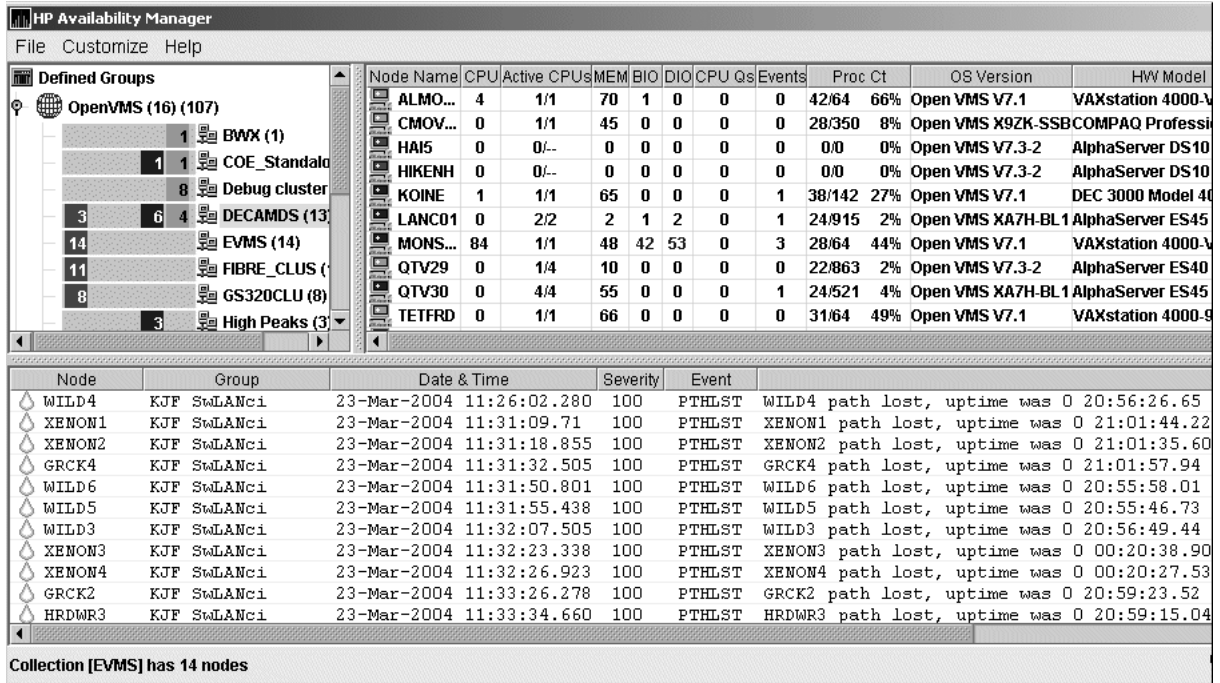 HP Availability Manager
File Customize Help
Defined Groups
OpenVMS (16) (107)
1 BWX (1)
1 1 COE_Standalo
8 Debug cluster
3 6 4 DECAMDS (13)
14 EVMS (14)
11 FIBRE_CLUS (
8 GS320CLU (8)
3 High Peaks (3)
Node Name CPU Active CPUs MEM BIO DIO CPU Qs Events Proc Ct OS Version HW Model
ALMO... 4 1/1 70 1 0 0 0 42/64 66% Open VMS V7.1 VAXstation 4000-V
CMOV... 0 1/1 45 0 0 0 0 28/350 8% Open VMS X9ZK-SSB COMPAQ Professi
HAI5 0 0/-- 0 0 0 0 0 0/0 0% Open VMS V7.3-2 AlphaServer DS10
HIKENH 0 0/-- 0 0 0 0 0 0/0 0% Open VMS V7.3-2 AlphaServer DS10
KOINE 1 1/1 65 0 0 0 1 38/142 27% Open VMS V7.1 DEC 3000 Model 40
LANC01 0 2/2 2 1 2 0 1 24/915 2% Open VMS XA7H-BL1 AlphaServer ES45
MONS... 84 1/1 48 42 53 0 3 28/64 44% Open VMS V7.1 VAXstation 4000-V
QTV29 0 1/4 10 0 0 0 0 22/863 2% Open VMS V7.3-2 AlphaServer ES40
QTV30 0 4/4 55 0 0 0 1 24/521 4% Open VMS XA7H-BL1 AlphaServer ES45
TETFRD 0 1/1 66 0 0 0 0 31/64 49% Open VMS V7.1 VAXstation 4000-9
Node Group Date & Time Severity Event
WILD4 KJF SwLANci 23-Mar-2004 11:26:02.280 100 PTHLST WILD4 path lost, uptime was 0 20:56:26.65
XENON1 KJF SwLANci 23-Mar-2004 11:31:09.71 100 PTHLST XENON1 path lost, uptime was 0 21:01:44.22
XENON2 KJF SwLANci 23-Mar-2004 11:31:18.855 100 PTHLST XENON2 path lost, uptime was 0 21:01:35.60
GRCK4 KJF SwLANci 23-Mar-2004 11:31:32.505 100 PTHLST GRCK4 path lost, uptime was 0 21:01:57.94
WILD6 KJF SwLANci 23-Mar-2004 11:31:50.801 100 PTHLST WILD6 path lost, uptime was 0 20:55:58.01
WILD5 KJF SwLANci 23-Mar-2004 11:31:55.438 100 PTHLST WILD5 path lost, uptime was 0 20:55:46.73
WILD3 KJF SwLANci 23-Mar-2004 11:32:07.505 100 PTHLST WILD3 path lost, uptime was 0 20:56:49.44
XENON3 KJF SwLANci 23-Mar-2004 11:32:23.338 100 PTHLST XENON3 path lost, uptime was 0 00:20:38.90
XENON4 KJF SwLANci 23-Mar-2004 11:32:26.923 100 PTHLST XENON4 path lost, uptime was 0 00:20:27.53
GRCK2 KJF SwLANci 23-Mar-2004 11:33:26.278 100 PTHLST GRCK2 path lost, uptime was 0 20:59:23.52
HRDWR3 KJF SwLANci 23-Mar-2004 11:33:34.660 100 PTHLST HRDWR3 path lost, uptime was 0 20:59:15.04
Collection [EVMS] has 14 nodes